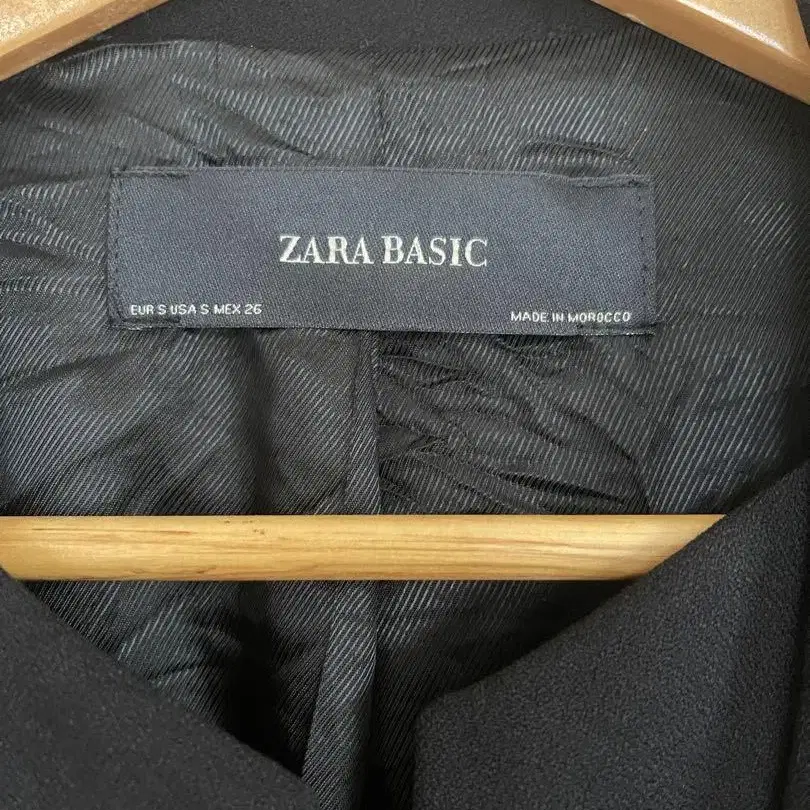 ZARA BASIC
EUR S USA S MEX 26
MADE IN MOROCCO